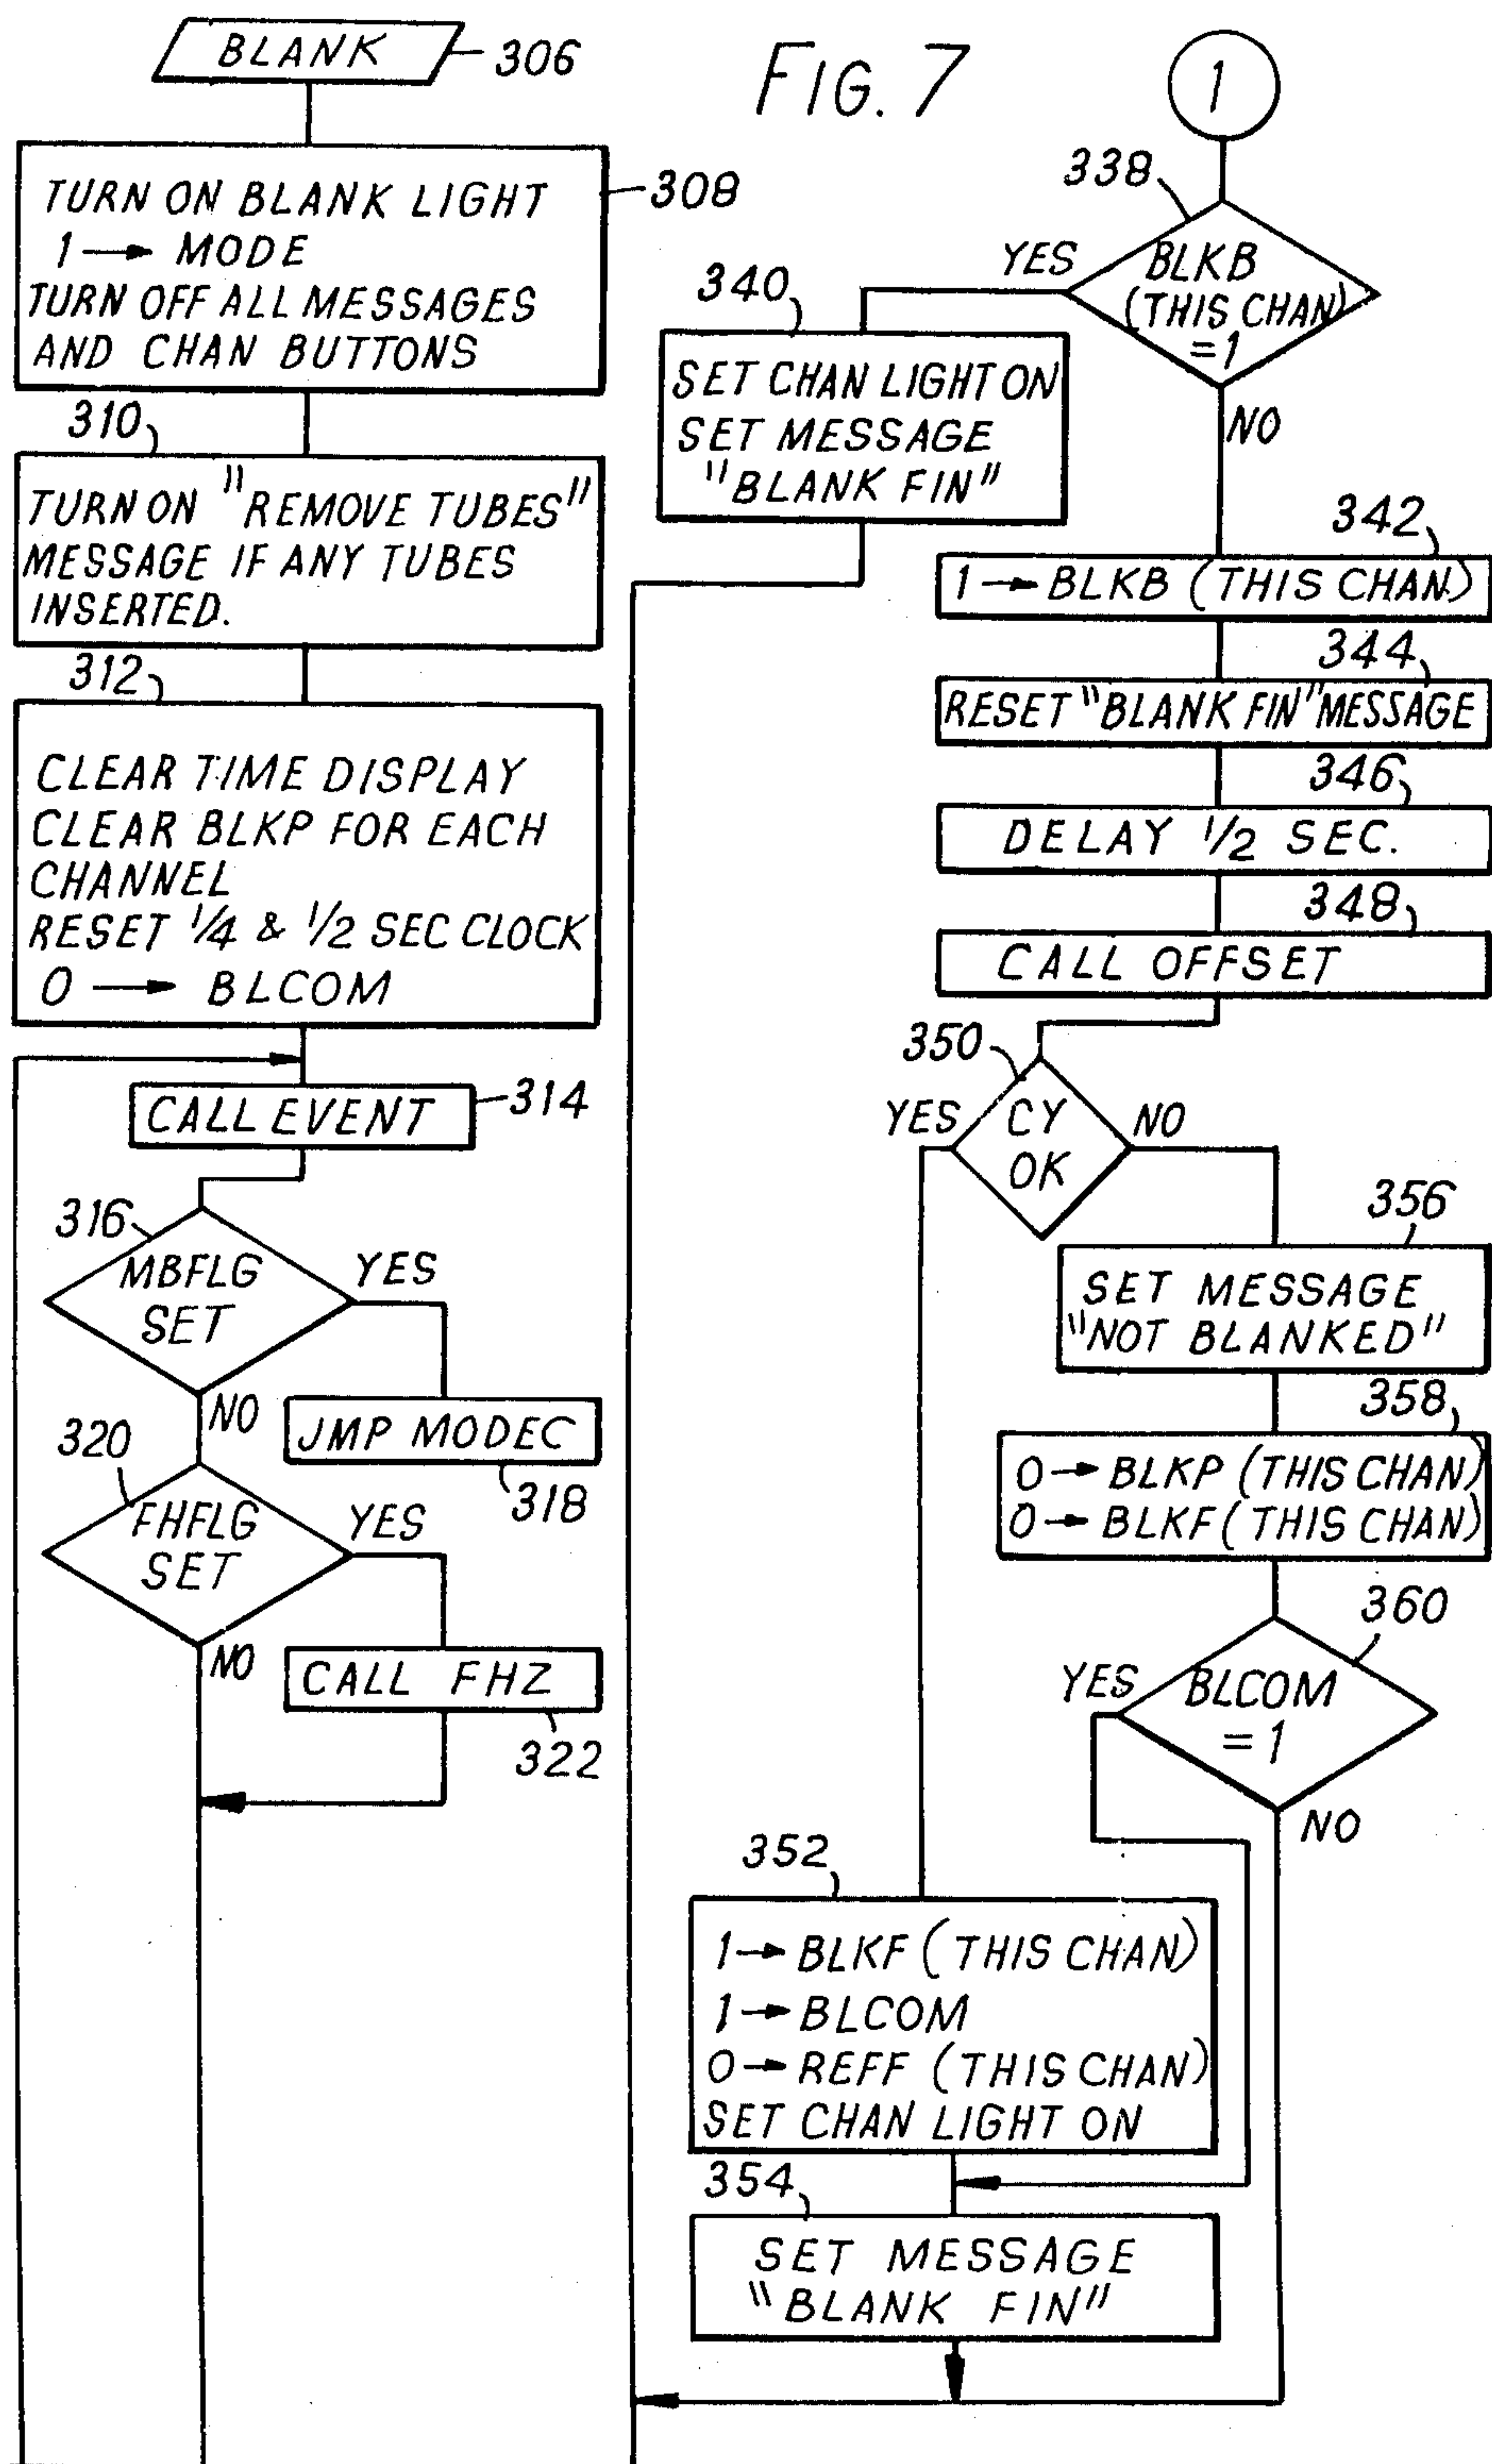 FIG. 7
BLANK
306
TURN ON BLANK LIGHT
1 → MODE
TURN OFF ALL MESSAGES
AND CHAN BUTTONS
308
310
TURN ON "REMOVE TUBES"
MESSAGE IF ANY TUBES
INSERTED.
312
CLEAR TIME DISPLAY
CLEAR BLKP FOR EACH
CHANNEL
RESET 1/4 & 1/2 SEC CLOCK
0 → BLCOM
CALL EVENT
314
316
MBFLG
SET
YES
NO
JMP MODEC
318
320
FHFLG
SET
YES
NO
CALL FHZ
322
1
338
BLKB
(THIS CHAN)
=1
YES
NO
340
SET CHAN LIGHT ON
SET MESSAGE
"BLANK FIN"
342
1 → BLKB (THIS CHAN)
344
RESET "BLANK FIN" MESSAGE
346
DELAY 1/2 SEC.
348
CALL OFFSET
350
CY
OK
YES
NO
356
SET MESSAGE
"NOT BLANKED"
358
0 → BLKP (THIS CHAN)
0 → BLKF (THIS CHAN)
360
BLCOM
=1
YES
NO
352
1 → BLKF (THIS CHAN)
1 → BLCOM
0 → REFF (THIS CHAN)
SET CHAN LIGHT ON
354
SET MESSAGE
"BLANK FIN"